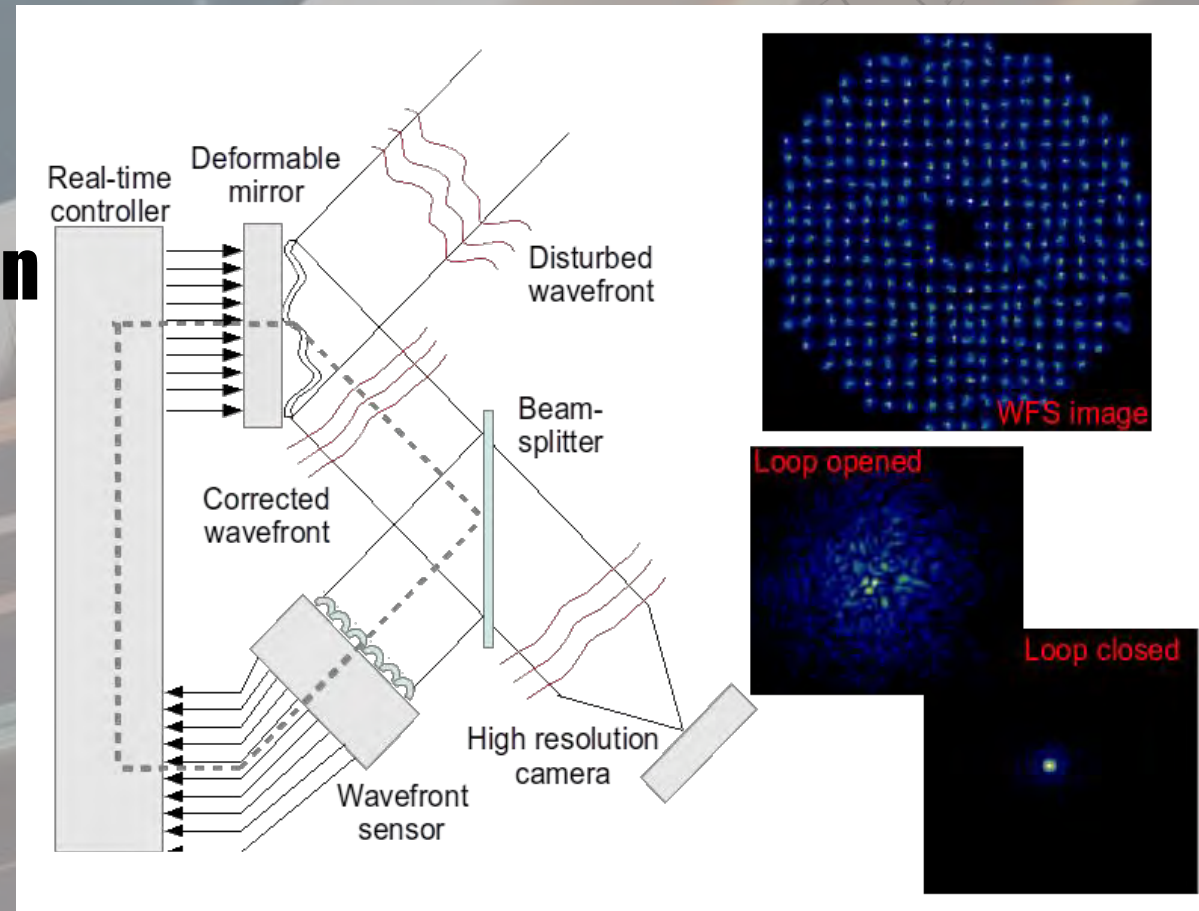 Real-time
controller
Deformable
mirror
n
Disturbed
wavefront
Beam-
splitter
Corrected
wavefront
High resolution
camera
Wavefront
sensor
WFS image
Loop opened
Loop closed